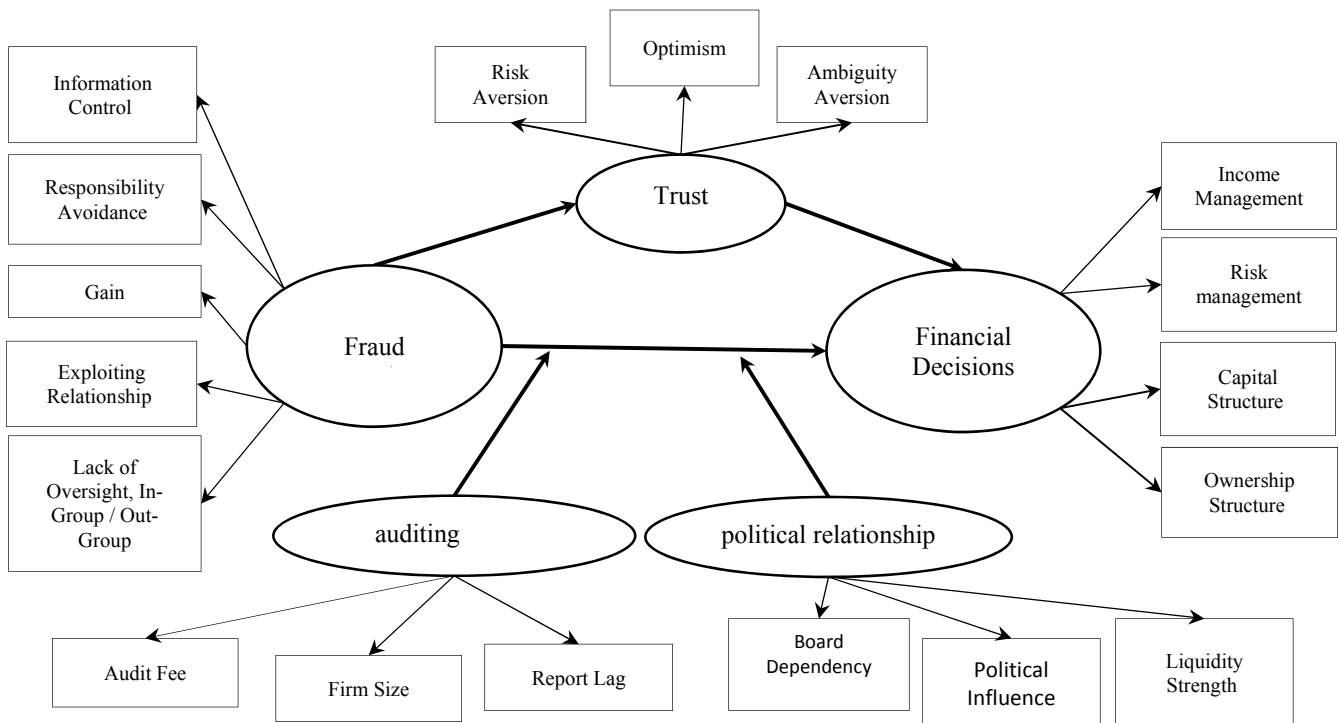 Optimism
Risk
Aversion
Ambiguity
Aversion
Information
Control
Responsibility
Avoidance
Gain
Exploiting
Relationship
Lack of
Oversight, In-
Group / Out-
Group
Trust
Fraud
Financial
Decisions
Income
Management
Risk
management
Capital
Structure
Ownership
Structure
auditing
political relationship
Audit Fee
Firm Size
Report Lag
Board
Dependency
Political
Influence
Liquidity
Strength